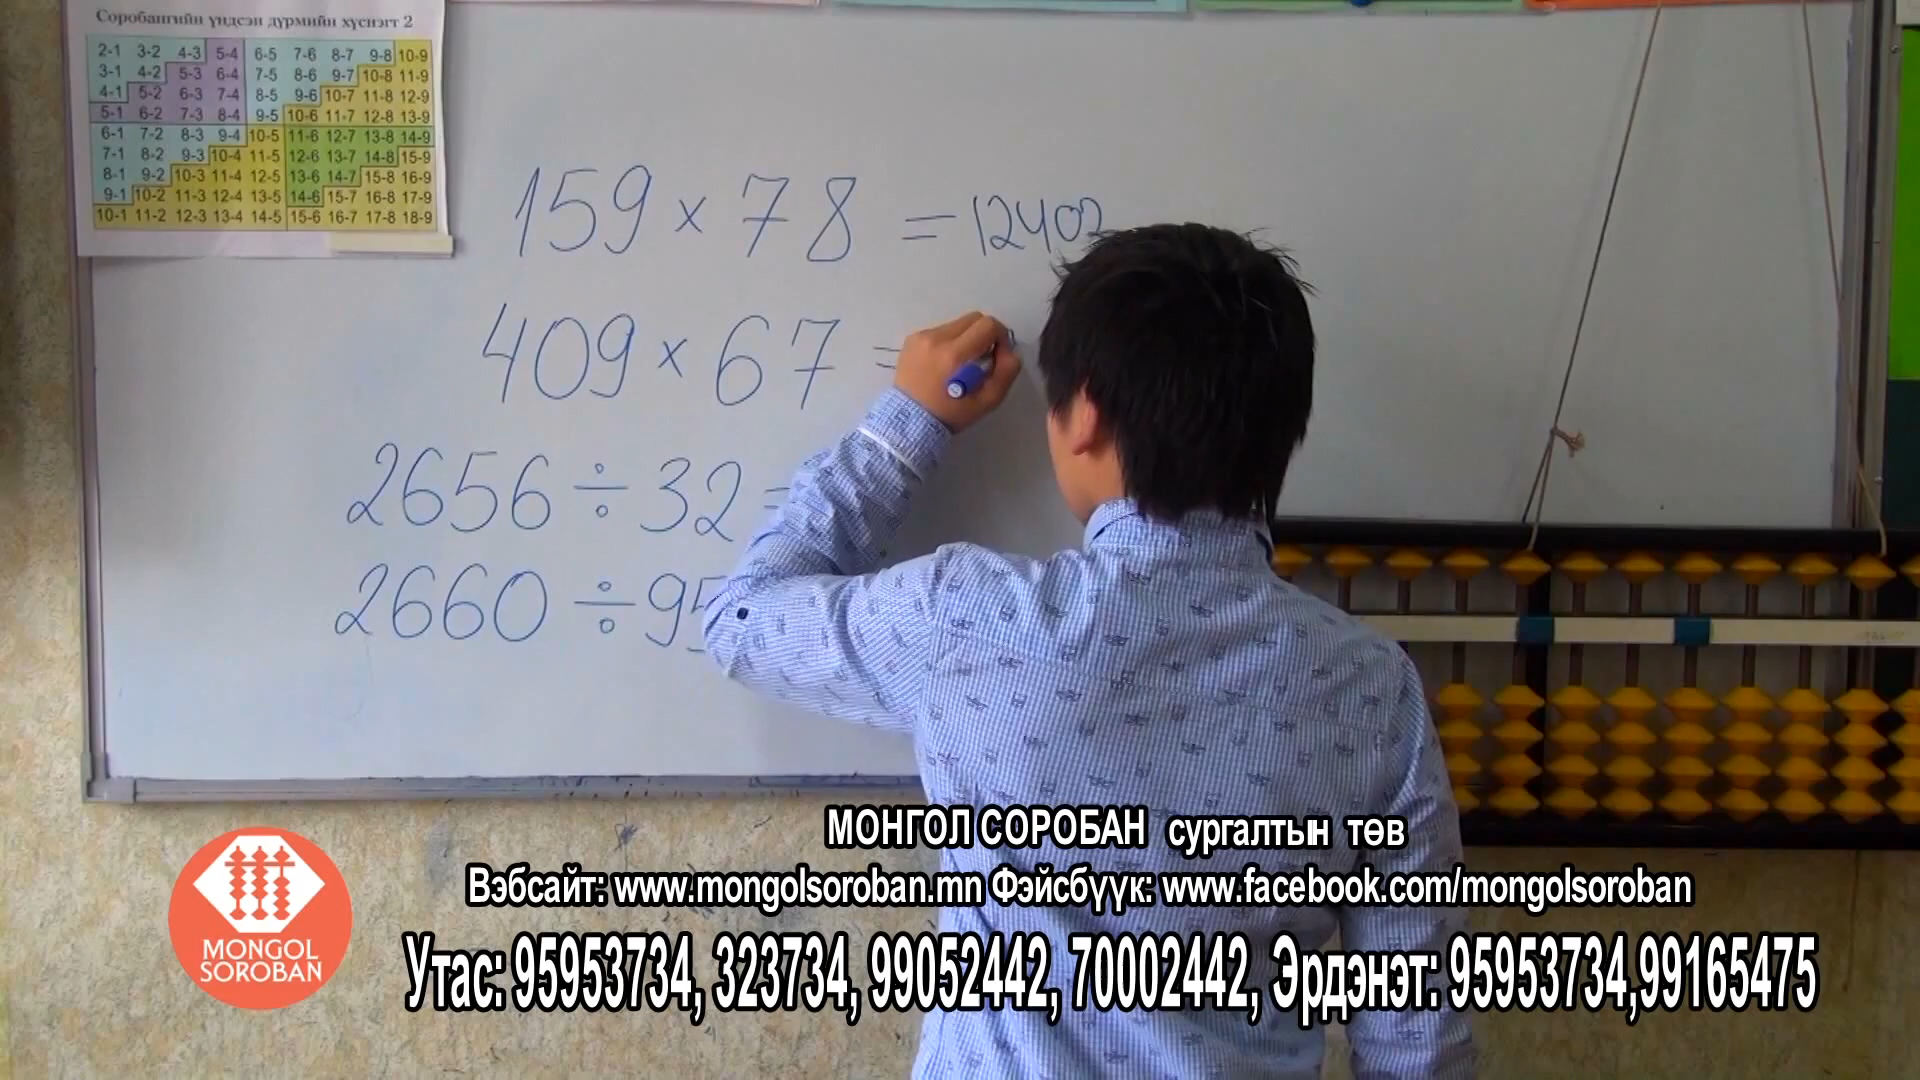 Соробангийн үндсэн дүрмийн хүснэгт 2
2-1 3-2 4-3 5-4 6-5 7-6 8-7 9-8 10-9
3-1 4-2 5-3 6-4 7-5 8-6 9-7 10-8 11-9
4-1 5-2 6-3 7-4 8-5 9-6 10-7 11-8 12-9
5-1 6-2 7-3 8-4 9-5 10-6 11-7 12-8 13-9
6-1 7-2 8-3 9-4 10-5 11-6 12-7 13-8 14-9
7-1 8-2 9-3 10-4 11-5 12-6 13-7 14-8 15-9
8-1 9-2 10-3 11-4 12-5 13-6 14-7 15-8 16-9
9-1 10-2 11-3 12-4 13-5 14-6 15-7 16-8 17-9
10-1 11-2 12-3 13-4 14-5 15-6 16-7 17-8 18-9
159 × 78 = 12402
409 × 67 =
2656 ÷ 32 =
2660 ÷ 95
МОНГОЛ СОРОБАН сургалтын төв
Вэбсайт: www.mongolsoroban.mn Фэйсбүүк: www.facebook.com/mongolsoroban
MONGOL
SOROBAN
Утас: 95953734, 323734, 99052442, 70002442, Эрдэнэт: 95953734,99165475